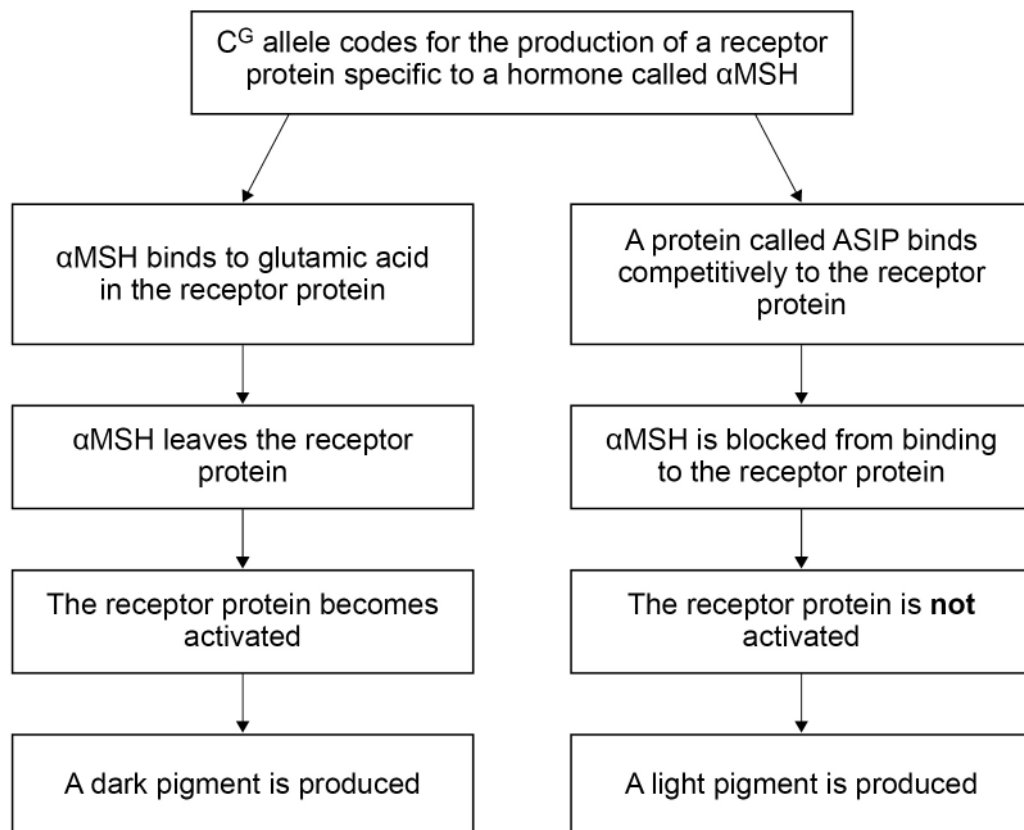 Cᴳ allele codes for the production of a receptor
protein specific to a hormone called αMSH
αMSH binds to glutamic acid
in the receptor protein
αMSH leaves the receptor
protein
The receptor protein becomes
activated
A dark pigment is produced
A protein called ASIP binds
competitively to the receptor
protein
αMSH is blocked from binding
to the receptor protein
The receptor protein is not
activated
A light pigment is produced